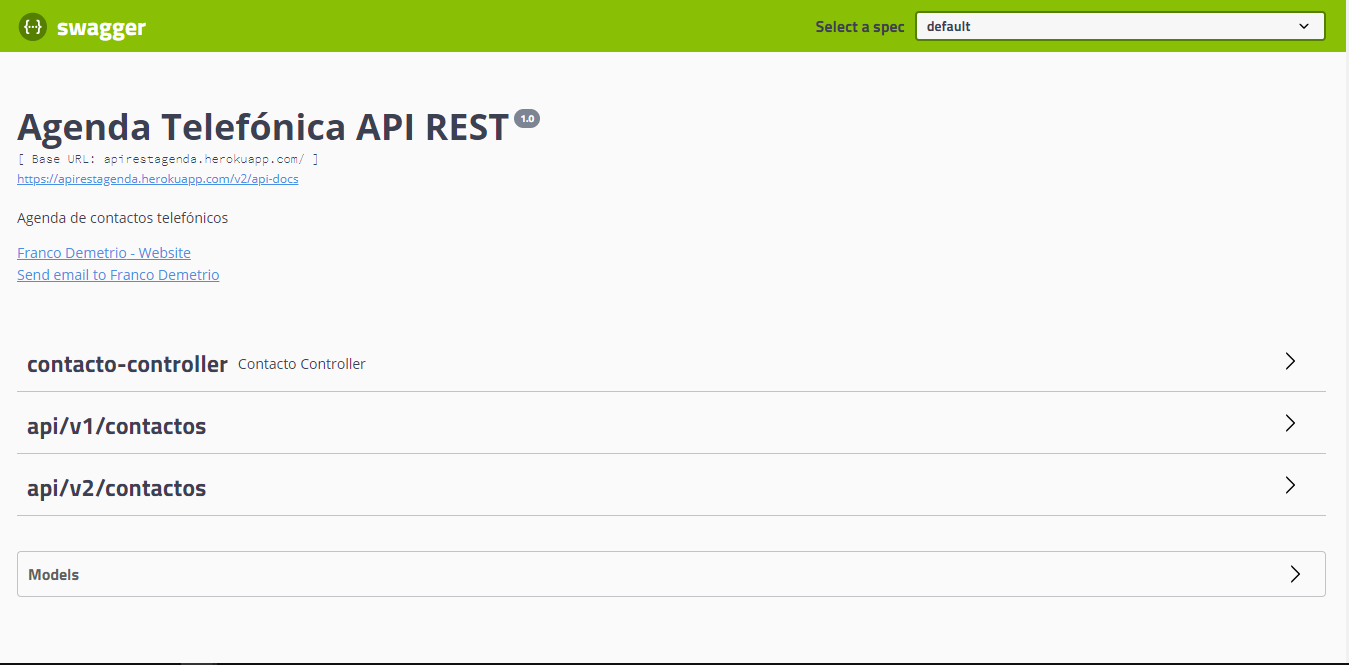 {··} swagger
Select a spec default
Agenda Telefónica API REST 1.0
[ Base URL: apirestagenda.herokuapp.com/ ]
https://apirestagenda.herokuapp.com/v2/api-docs
Agenda de contactos telefónicos
Franco Demetrio - Website
Send email to Franco Demetrio
contacto-controller Contacto Controller
api/v1/contactos
api/v2/contactos
Models